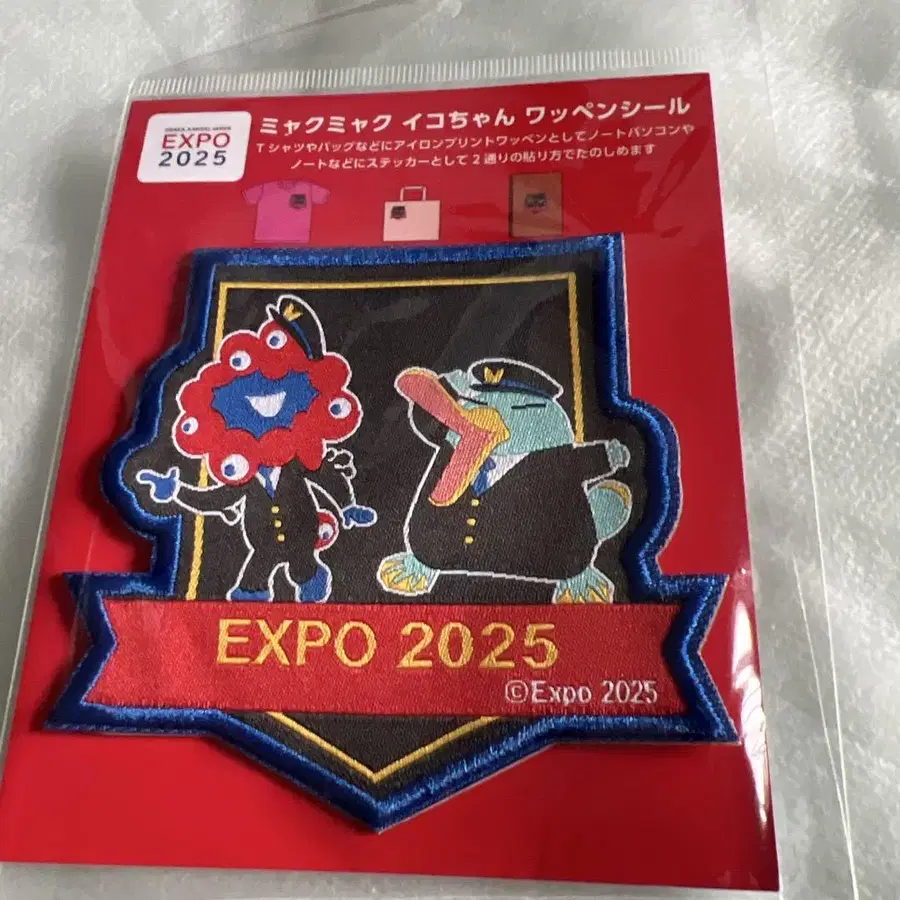 OSAKA, KANSAI, JAPAN
EXPO
2025
ミャクミャク イコちゃん ワッペンシール
Tシャツやバッグなどにアイロンプリントワッペンとしてノートパソコンや
ノートなどにステッカーとして2通りの貼り方でたのしめます
EXPO 2025
©Expo 2025